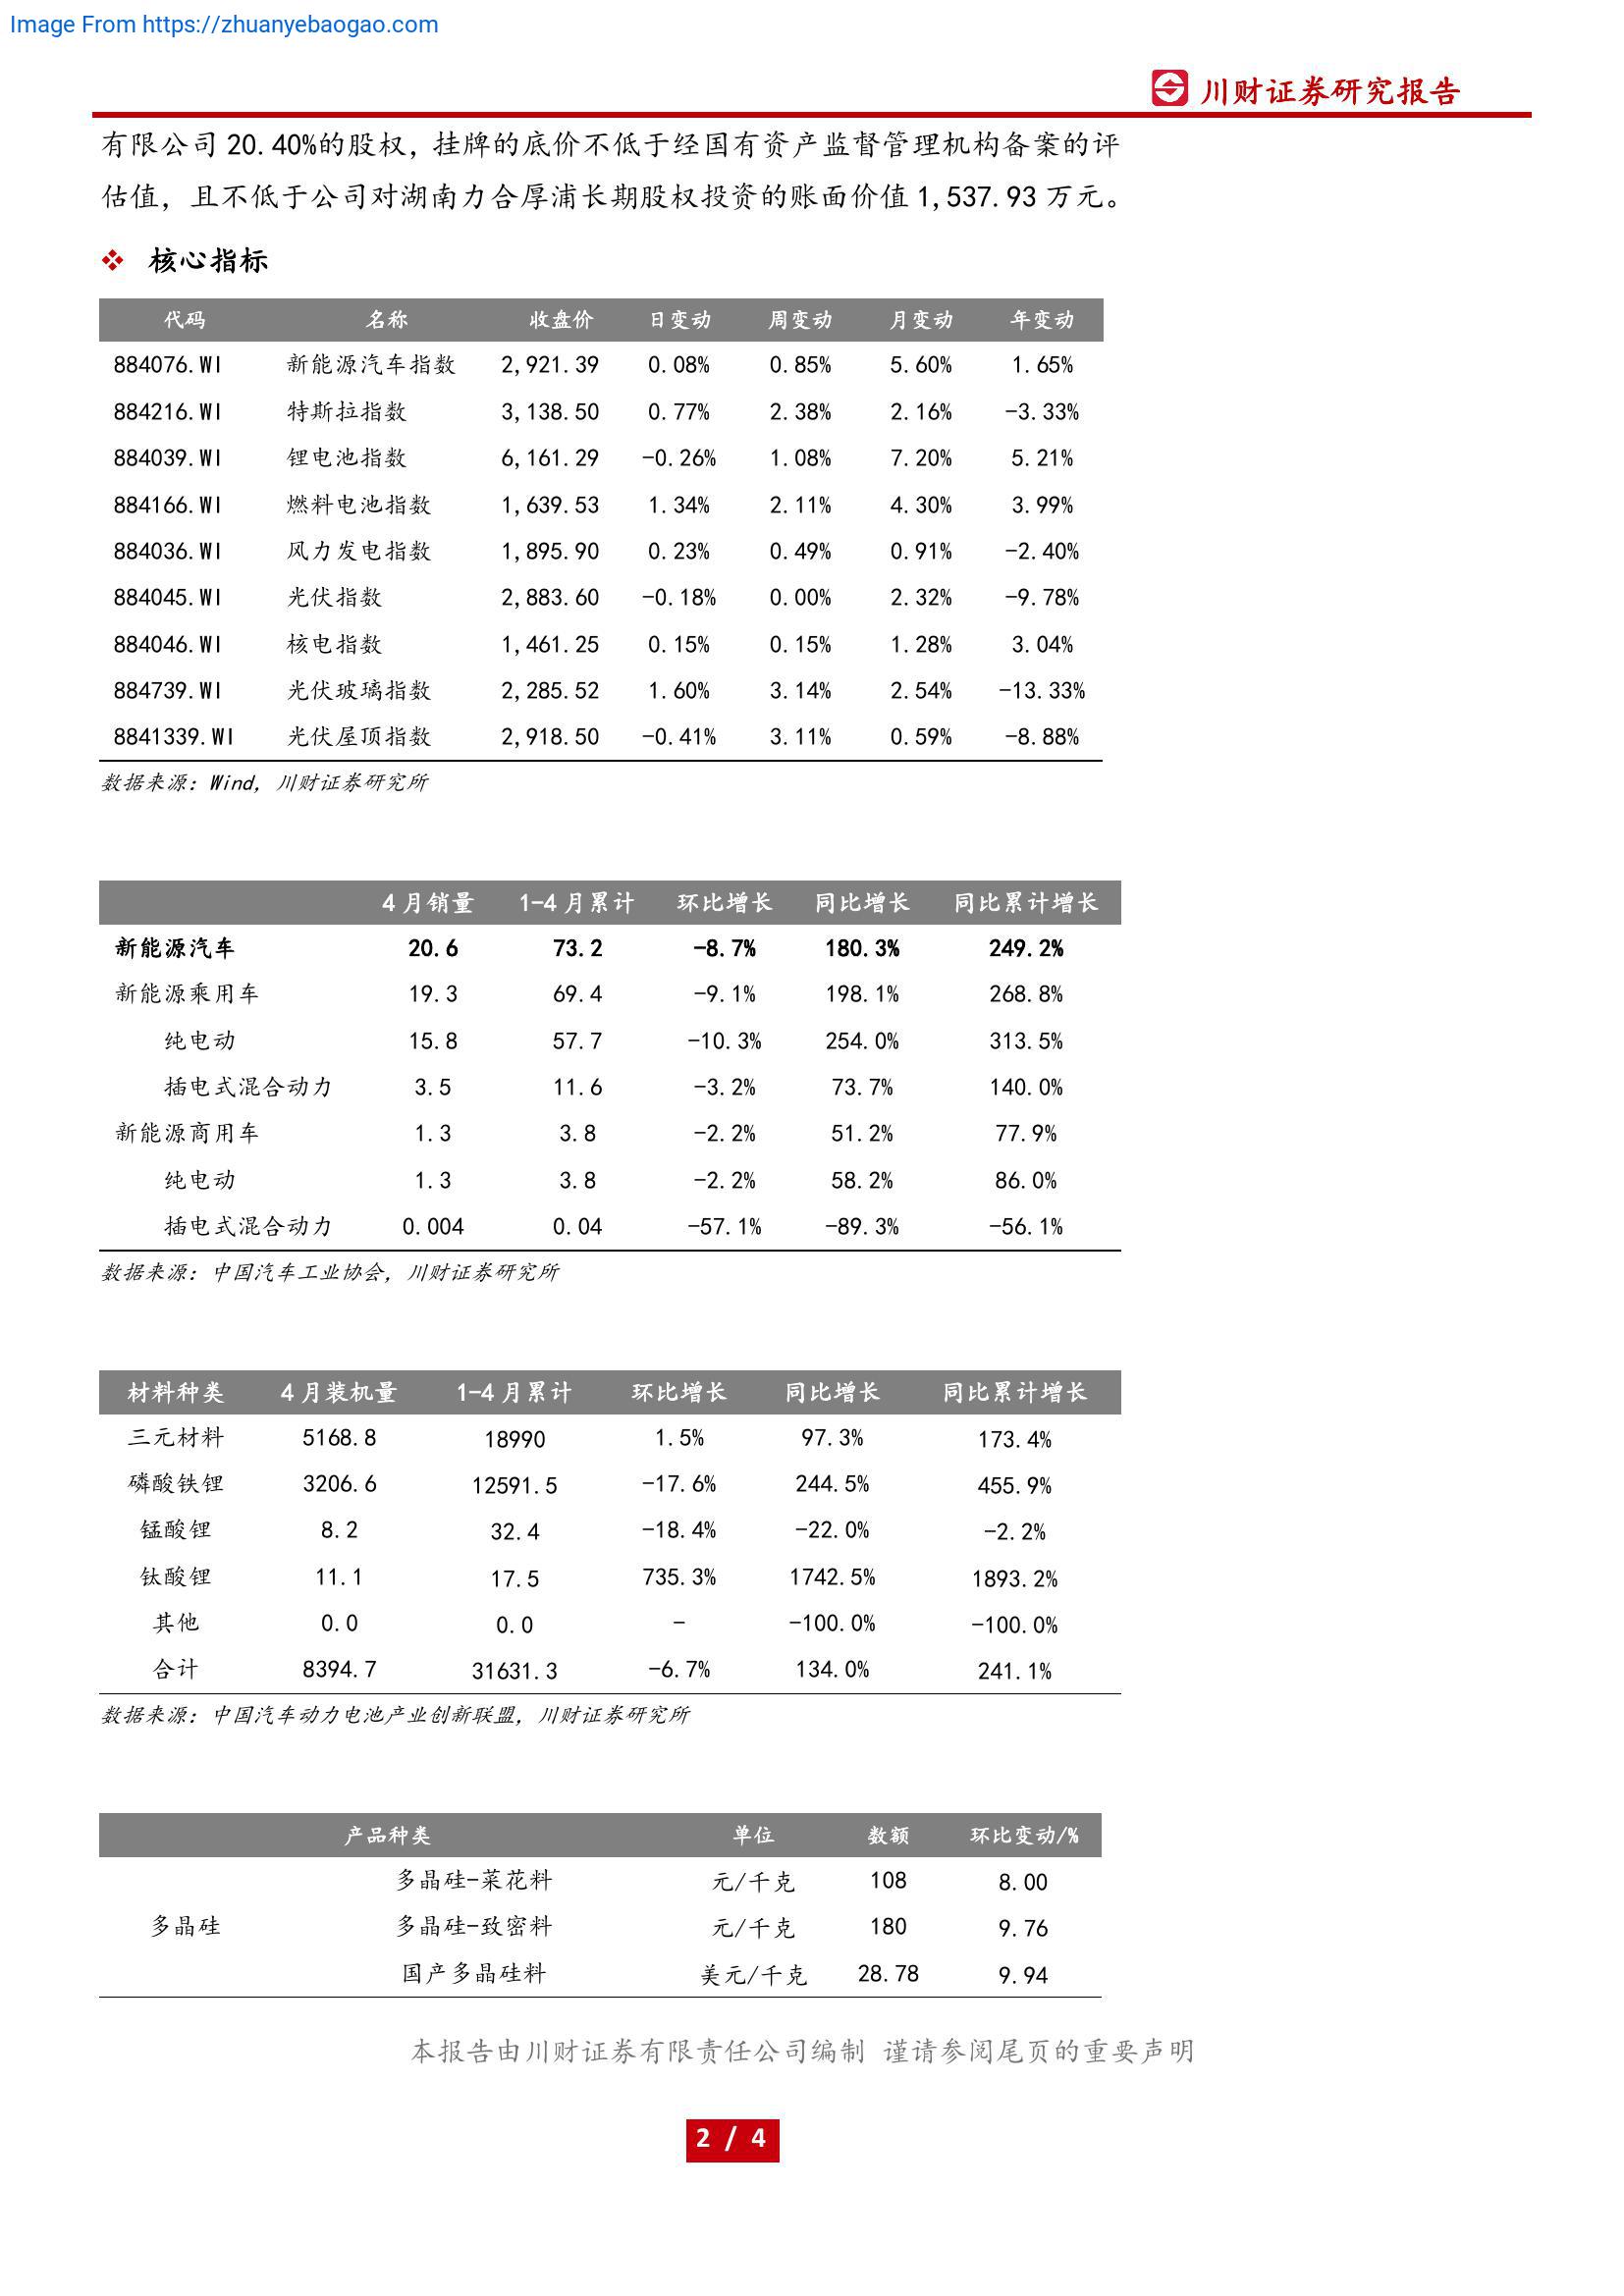 Image From https://zhuanyebaogao.com
川财证券研究报告
有限公司 20.40%的股权，挂牌的底价不低于经国有资产监督管理机构备案的评
估值，且不低于公司对湖南力合厚浦长期股权投资的账面价值 1,537.93 万元。
❖ 核心指标
代码 名称 收盘价 日变动 周变动 月变动 年变动
884076.WI 新能源汽车指数 2,921.39 0.08% 0.85% 5.60% 1.65%
884216.WI 特斯拉指数 3,138.50 0.77% 2.38% 2.16% -3.33%
884039.WI 锂电池指数 6,161.29 -0.26% 1.08% 7.20% 5.21%
884166.WI 燃料电池指数 1,639.53 1.34% 2.11% 4.30% 3.99%
884036.WI 风力发电指数 1,895.90 0.23% 0.49% 0.91% -2.40%
884045.WI 光伏指数 2,883.60 -0.18% 0.00% 2.32% -9.78%
884046.WI 核电指数 1,461.25 0.15% 0.15% 1.28% 3.04%
884739.WI 光伏玻璃指数 2,285.52 1.60% 3.14% 2.54% -13.33%
8841339.WI 光伏屋顶指数 2,918.50 -0.41% 3.11% 0.59% -8.88%
数据来源：Wind，川财证券研究所
4 月销量 1-4 月累计 环比增长 同比增长 同比累计增长
新能源汽车 20.6 73.2 -8.7% 180.3% 249.2%
新能源乘用车 19.3 69.4 -9.1% 198.1% 268.8%
纯电动 15.8 57.7 -10.3% 254.0% 313.5%
插电式混合动力 3.5 11.6 -3.2% 73.7% 140.0%
新能源商用车 1.3 3.8 -2.2% 51.2% 77.9%
纯电动 1.3 3.8 -2.2% 58.2% 86.0%
插电式混合动力 0.004 0.04 -57.1% -89.3% -56.1%
数据来源：中国汽车工业协会，川财证券研究所
材料种类 4 月装机量 1-4 月累计 环比增长 同比增长 同比累计增长
三元材料 5168.8 18990 1.5% 97.3% 173.4%
磷酸铁锂 3206.6 12591.5 -17.6% 244.5% 455.9%
锰酸锂 8.2 32.4 -18.4% -22.0% -2.2%
钛酸锂 11.1 17.5 735.3% 1742.5% 1893.2%
其他 0.0 0.0 - -100.0% -100.0%
合计 8394.7 31631.3 -6.7% 134.0% 241.1%
数据来源：中国汽车动力电池产业创新联盟，川财证券研究所
产品种类 单位 数额 环比变动/%
多晶硅-菜花料 元/千克 108 8.00
多晶硅 多晶硅-致密料 元/千克 180 9.76
国产多晶硅料 美元/千克 28.78 9.94
本报告由川财证券有限责任公司编制 谨请参阅尾页的重要声明
2 / 4